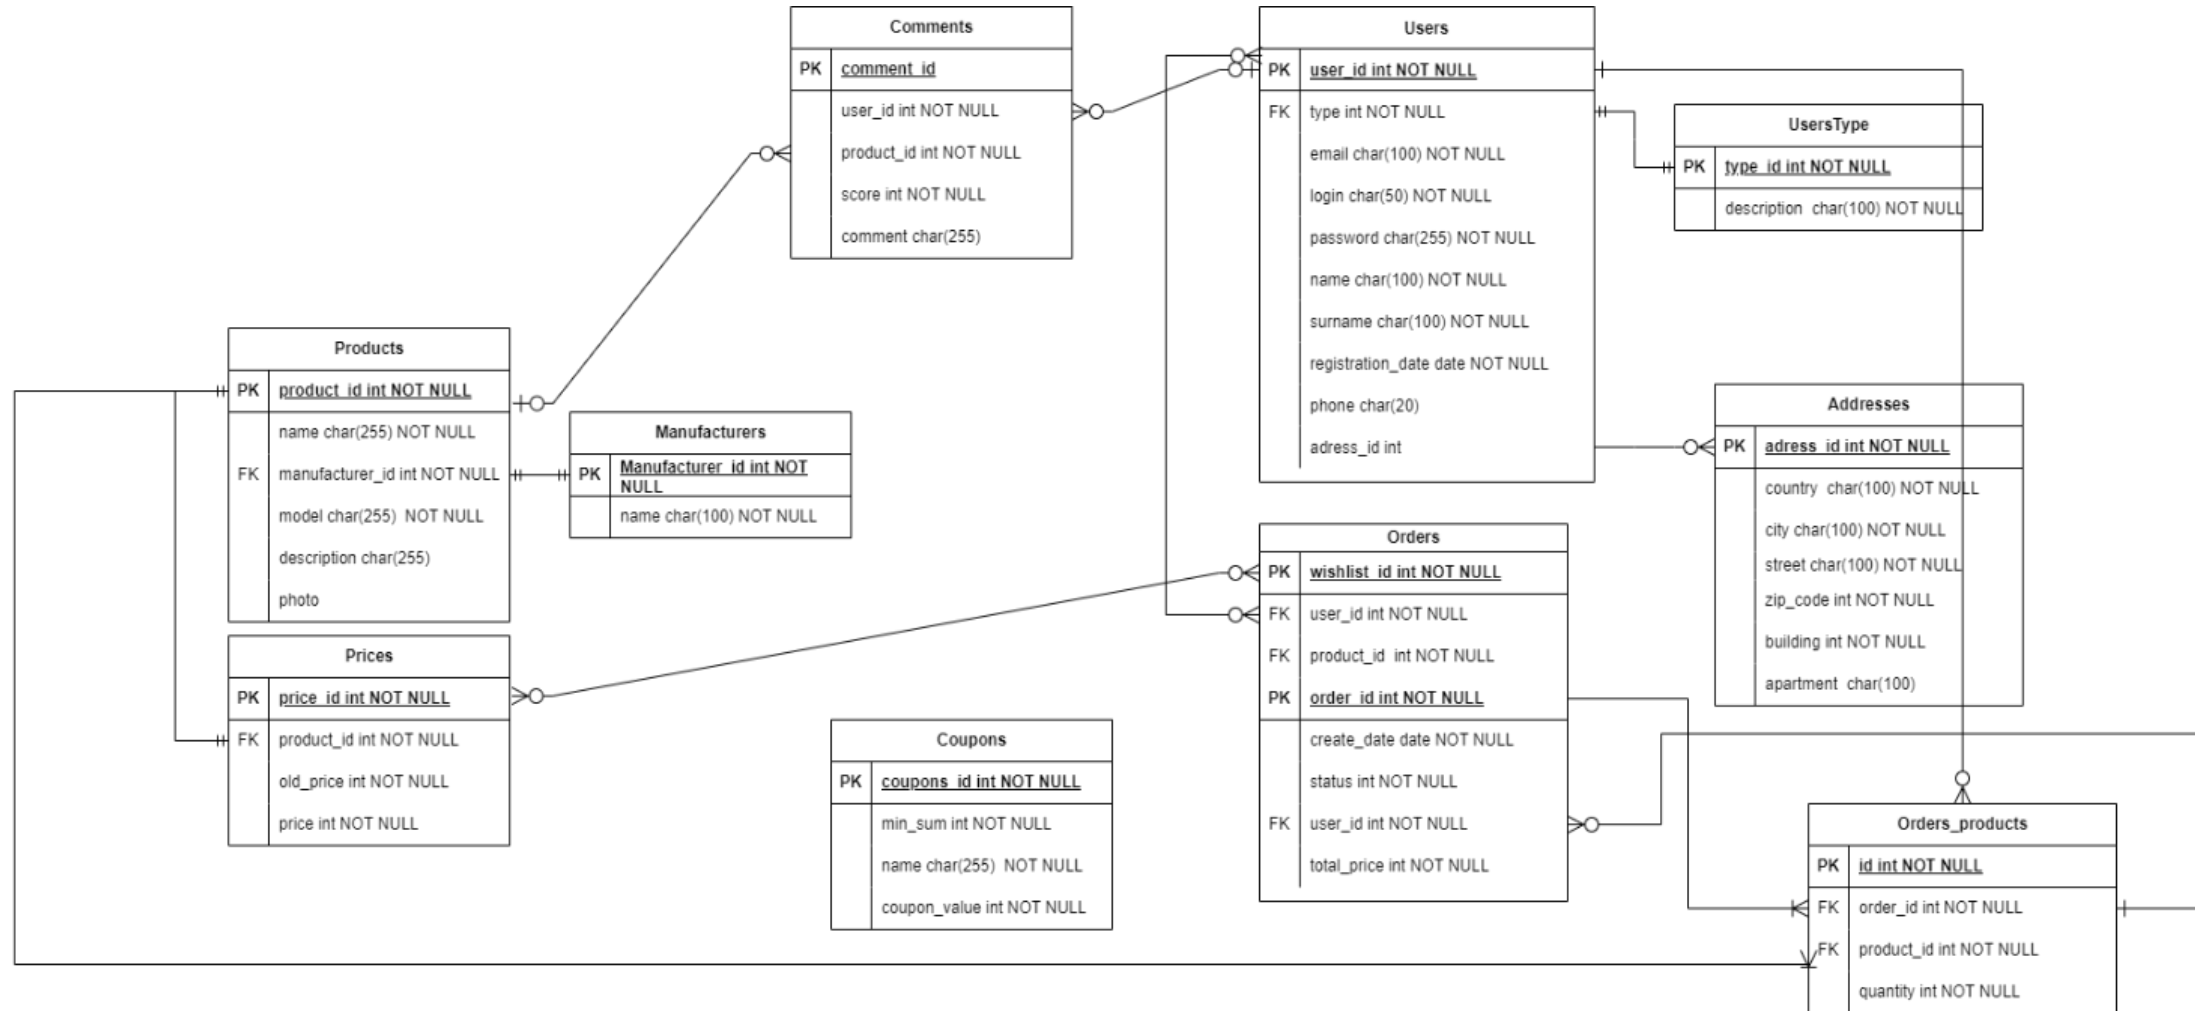 Comments
PK comment_id
user_id int NOT NULL
product_id int NOT NULL
score int NOT NULL
comment char(255)
Users
PK user_id int NOT NULL
FK type int NOT NULL
email char(100) NOT NULL
login char(50) NOT NULL
password char(255) NOT NULL
name char(100) NOT NULL
surname char(100) NOT NULL
registration_date date NOT NULL
phone char(20)
adress_id int
UsersType
PK type_id int NOT NULL
description char(100) NOT NULL
Products
PK product_id int NOT NULL
name char(255) NOT NULL
FK manufacturer_id int NOT NULL
model char(255) NOT NULL
description char(255)
photo
Manufacturers
PK Manufacturer_id int NOT
NULL
name char(100) NOT NULL
Addresses
PK adress_id int NOT NULL
country char(100) NOT NULL
city char(100) NOT NULL
street char(100) NOT NULL
zip_code int NOT NULL
building int NOT NULL
apartment char(100)
Prices
PK price_id int NOT NULL
FK product_id int NOT NULL
old_price int NOT NULL
price int NOT NULL
Orders
PK wishlist_id int NOT NULL
FK user_id int NOT NULL
FK product_id int NOT NULL
PK order_id int NOT NULL
create_date date NOT NULL
status int NOT NULL
FK user_id int NOT NULL
total_price int NOT NULL
Coupons
PK coupons_id int NOT NULL
min_sum int NOT NULL
name char(255) NOT NULL
coupon_value int NOT NULL
Orders_products
PK id int NOT NULL
FK order_id int NOT NULL
FK product_id int NOT NULL
quantity int NOT NULL